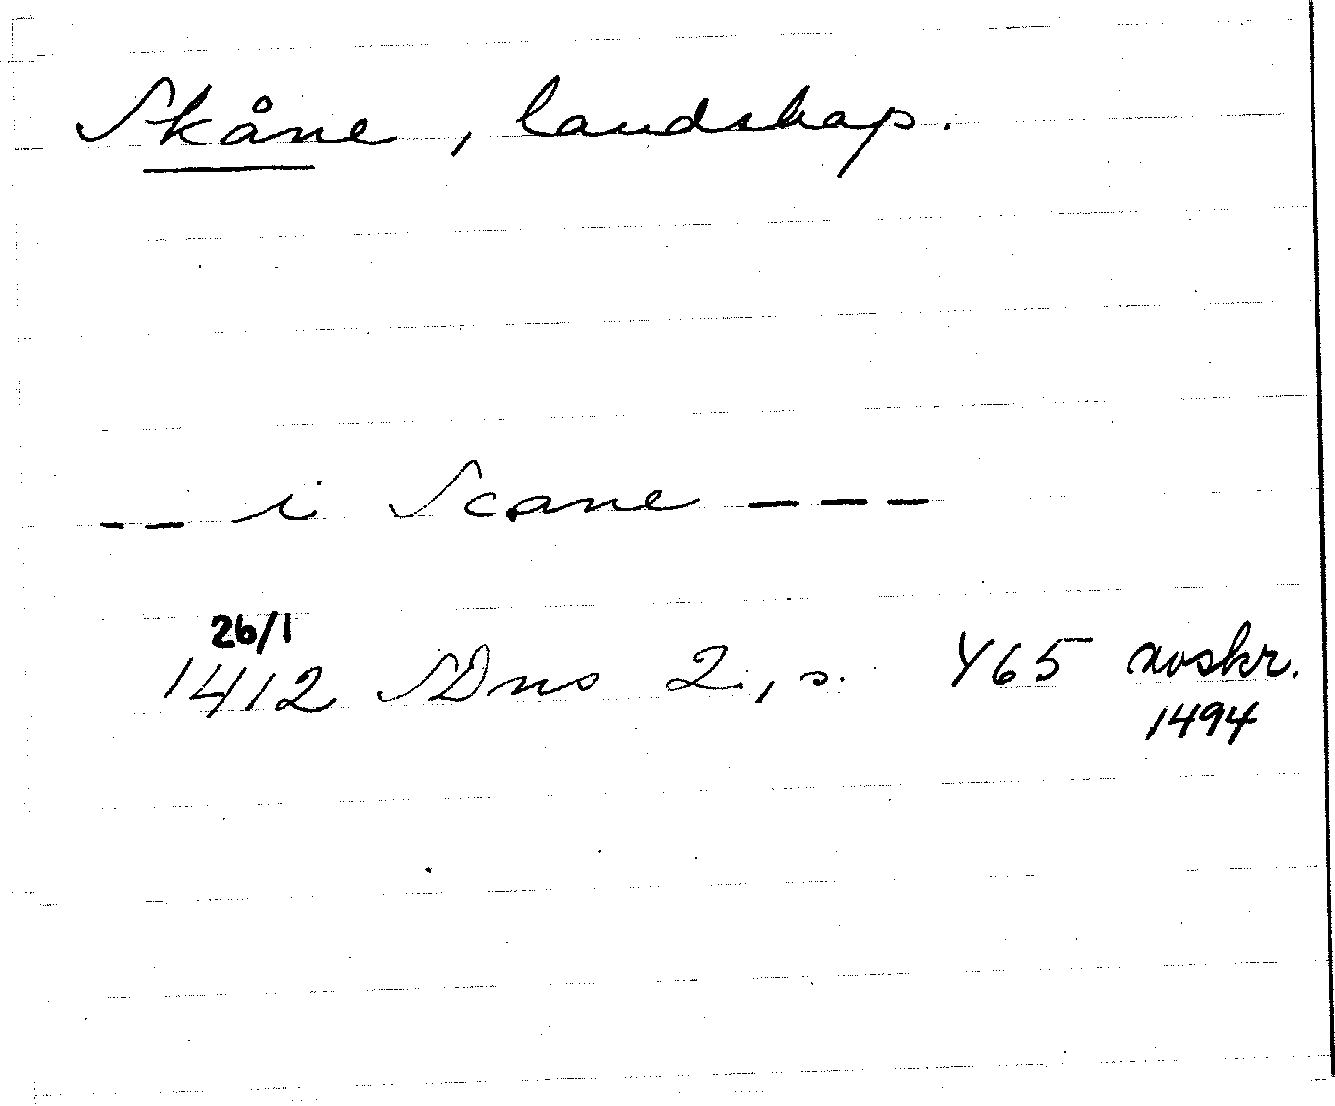 Skåne, landskap.
-- i Scane ---
26/1
1412 SDns 2, s. 465 avskr.
1494